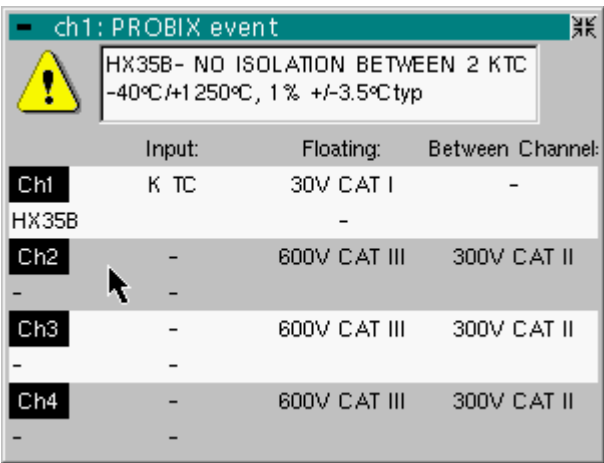 ch1: PROBIX event
HX35B- NO ISOLATION BETWEEN 2 KTC
-40°C/+1250°C, 1% +/-3.5°Ctyp
Input: Floating: Between Channel:
Ch1 K TC 30V CAT I -
HX35B -
Ch2 - 600V CAT III 300V CAT II
- -
Ch3 - 600V CAT III 300V CAT II
- -
Ch4 - 600V CAT III 300V CAT II
- -